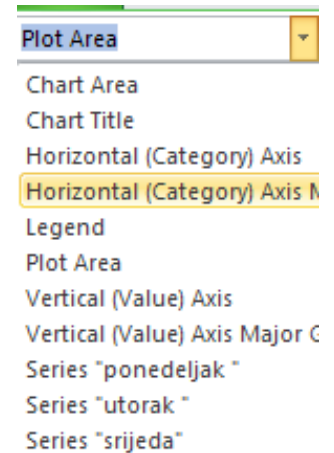 Plot Area
Chart Area
Chart Title
Horizontal (Category) Axis
Horizontal (Category) Axis
Legend
Plot Area
Vertical (Value) Axis
Vertical (Value) Axis Major
Series "ponedeljak "
Series "utorak "
Series "srijeda"